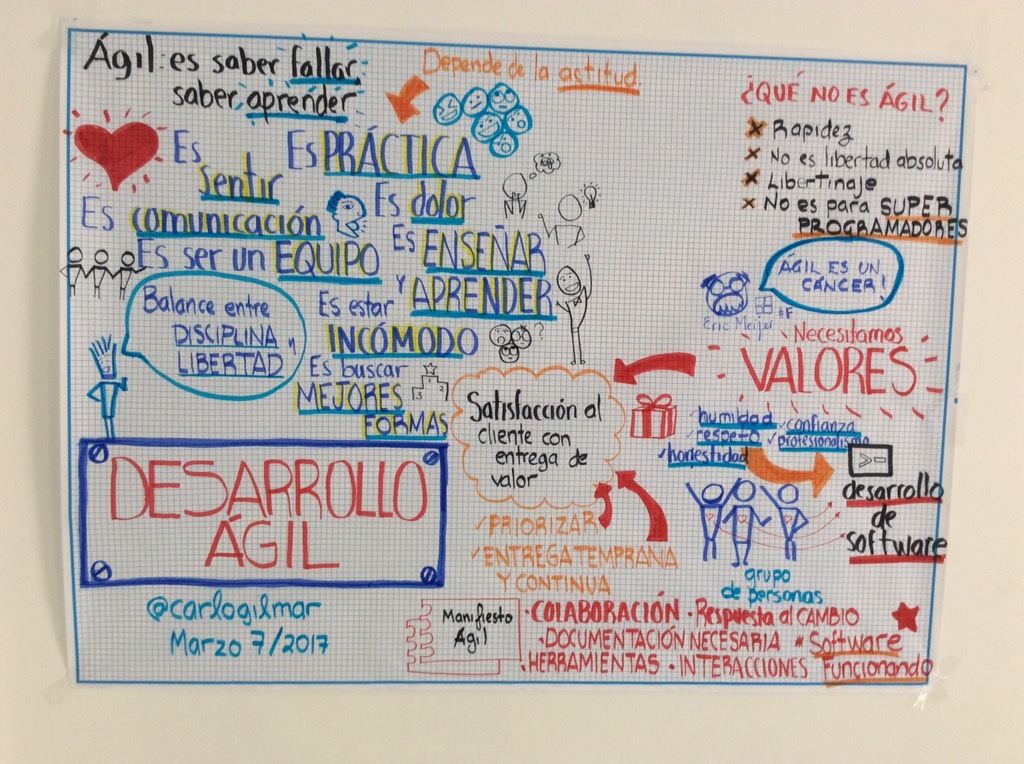 Ágil: es saber fallar,
saber aprender
Depende de la actitud
Es
sentir
Es PRÁCTICA
Es comunicación
Es dolor
Es ser un EQUIPO
Es ENSEÑAR
Y APRENDER
Balance entre
DISCIPLINA Y
LIBERTAD
Es estar
INCÓMODO
?
Es buscar
MEJORES
FORMAS
1
2
3
DESARROLLO
ÁGIL
@carlogilmar
Marzo 7/2017
¿QUÉ NO ES ÁGIL?
x Rapidez
x No es libertad absoluta
x Libertinaje
x No es para SUPER
PROGRAMADORES
ÁGIL ES UN
CÁNCER!
Eric Meijer
#F
Necesitamos
VALORES
✓humildad ✓confianza
✓respeto ✓profesionalismo
✓honestidad
>-
desarrollo
de
software
grupo
de personas
Satisfacción al
cliente con
entrega de
valor
✓PRIORIZAR
✓ENTREGA TEMPRANA
Y CONTINUA
Manifiesto
Ágil
·COLABORACIÓN ·Respuesta al CAMBIO
·DOCUMENTACIÓN NECESARIA * Software
·HERRAMIENTAS ·INTERACCIONES Funcionando